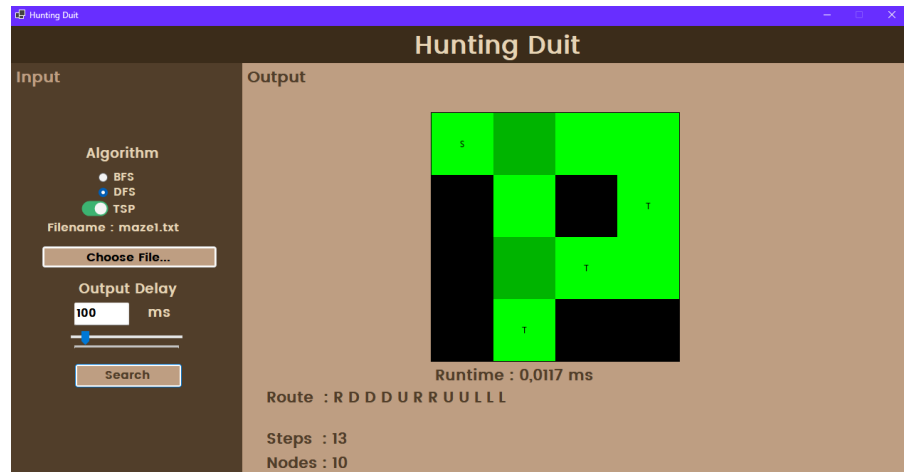 Hunting Duit
Hunting Duit
Input
Output
Algorithm
BFS
DFS
TSP
Filename : maze1.txt
Choose File...
Output Delay
100 ms
Search
S
T
T
T
Runtime : 0,0117 ms
Route : R D D D U R R U U L L L
Steps : 13
Nodes : 10